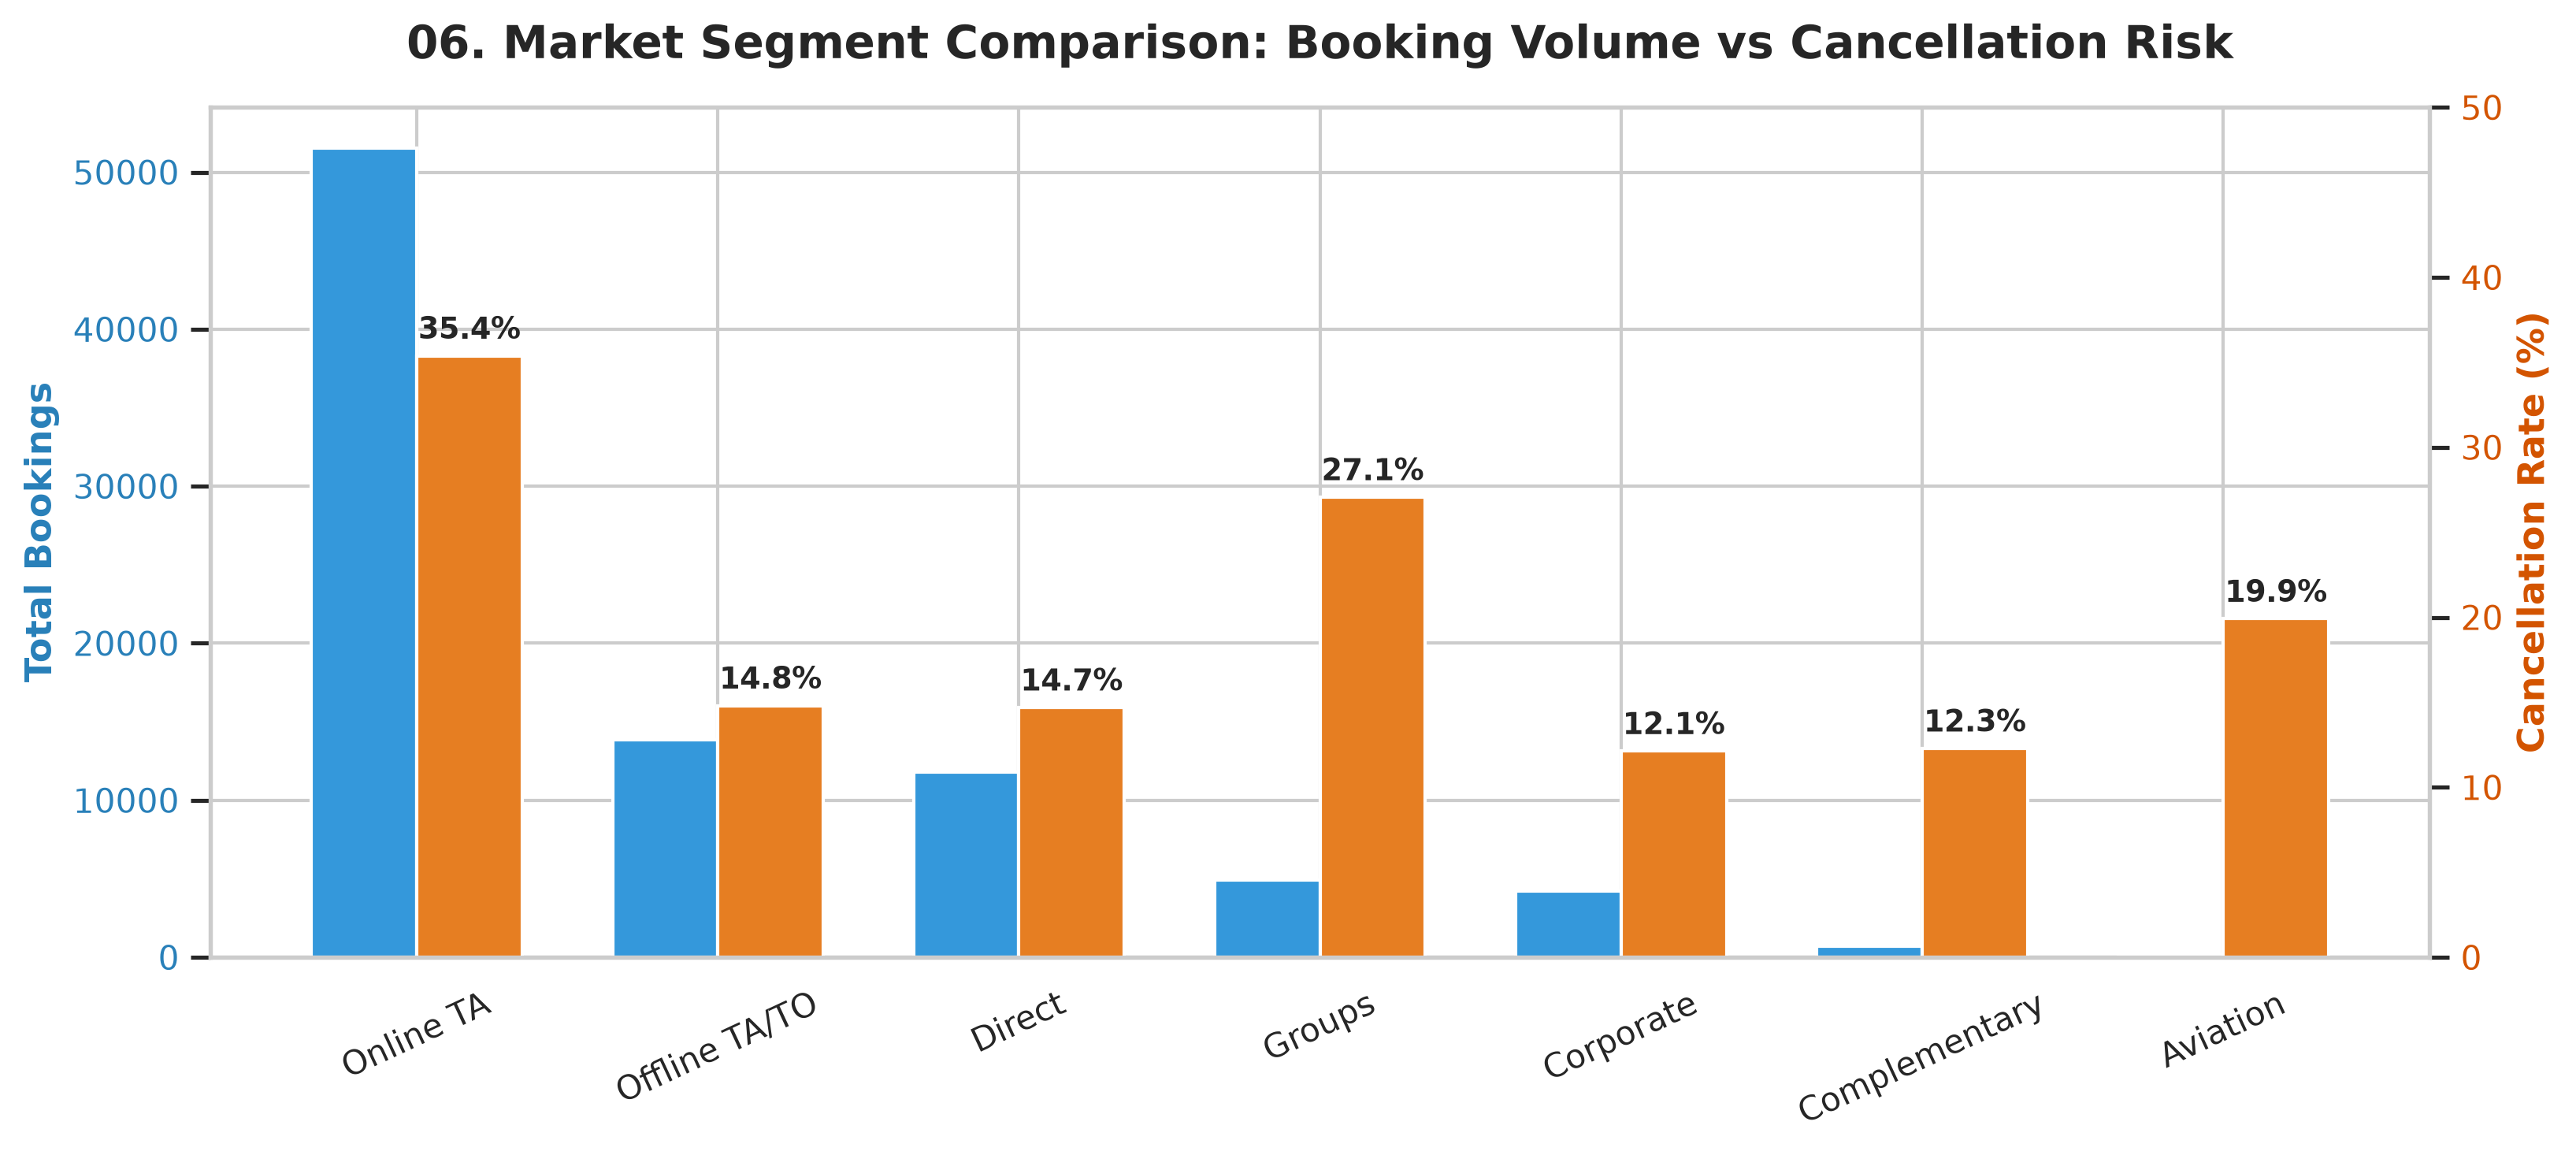 06. Market Segment Comparison: Booking Volume vs Cancellation Risk
Total Bookings
50000
40000
30000
20000
10000
0
35.4%
14.8%
14.7%
27.1%
12.1%
12.3%
19.9%
50
40
30
20
10
0
Cancellation Rate (%)
Online TA
Offline TA/TO
Direct
Groups
Corporate
Complementary
Aviation